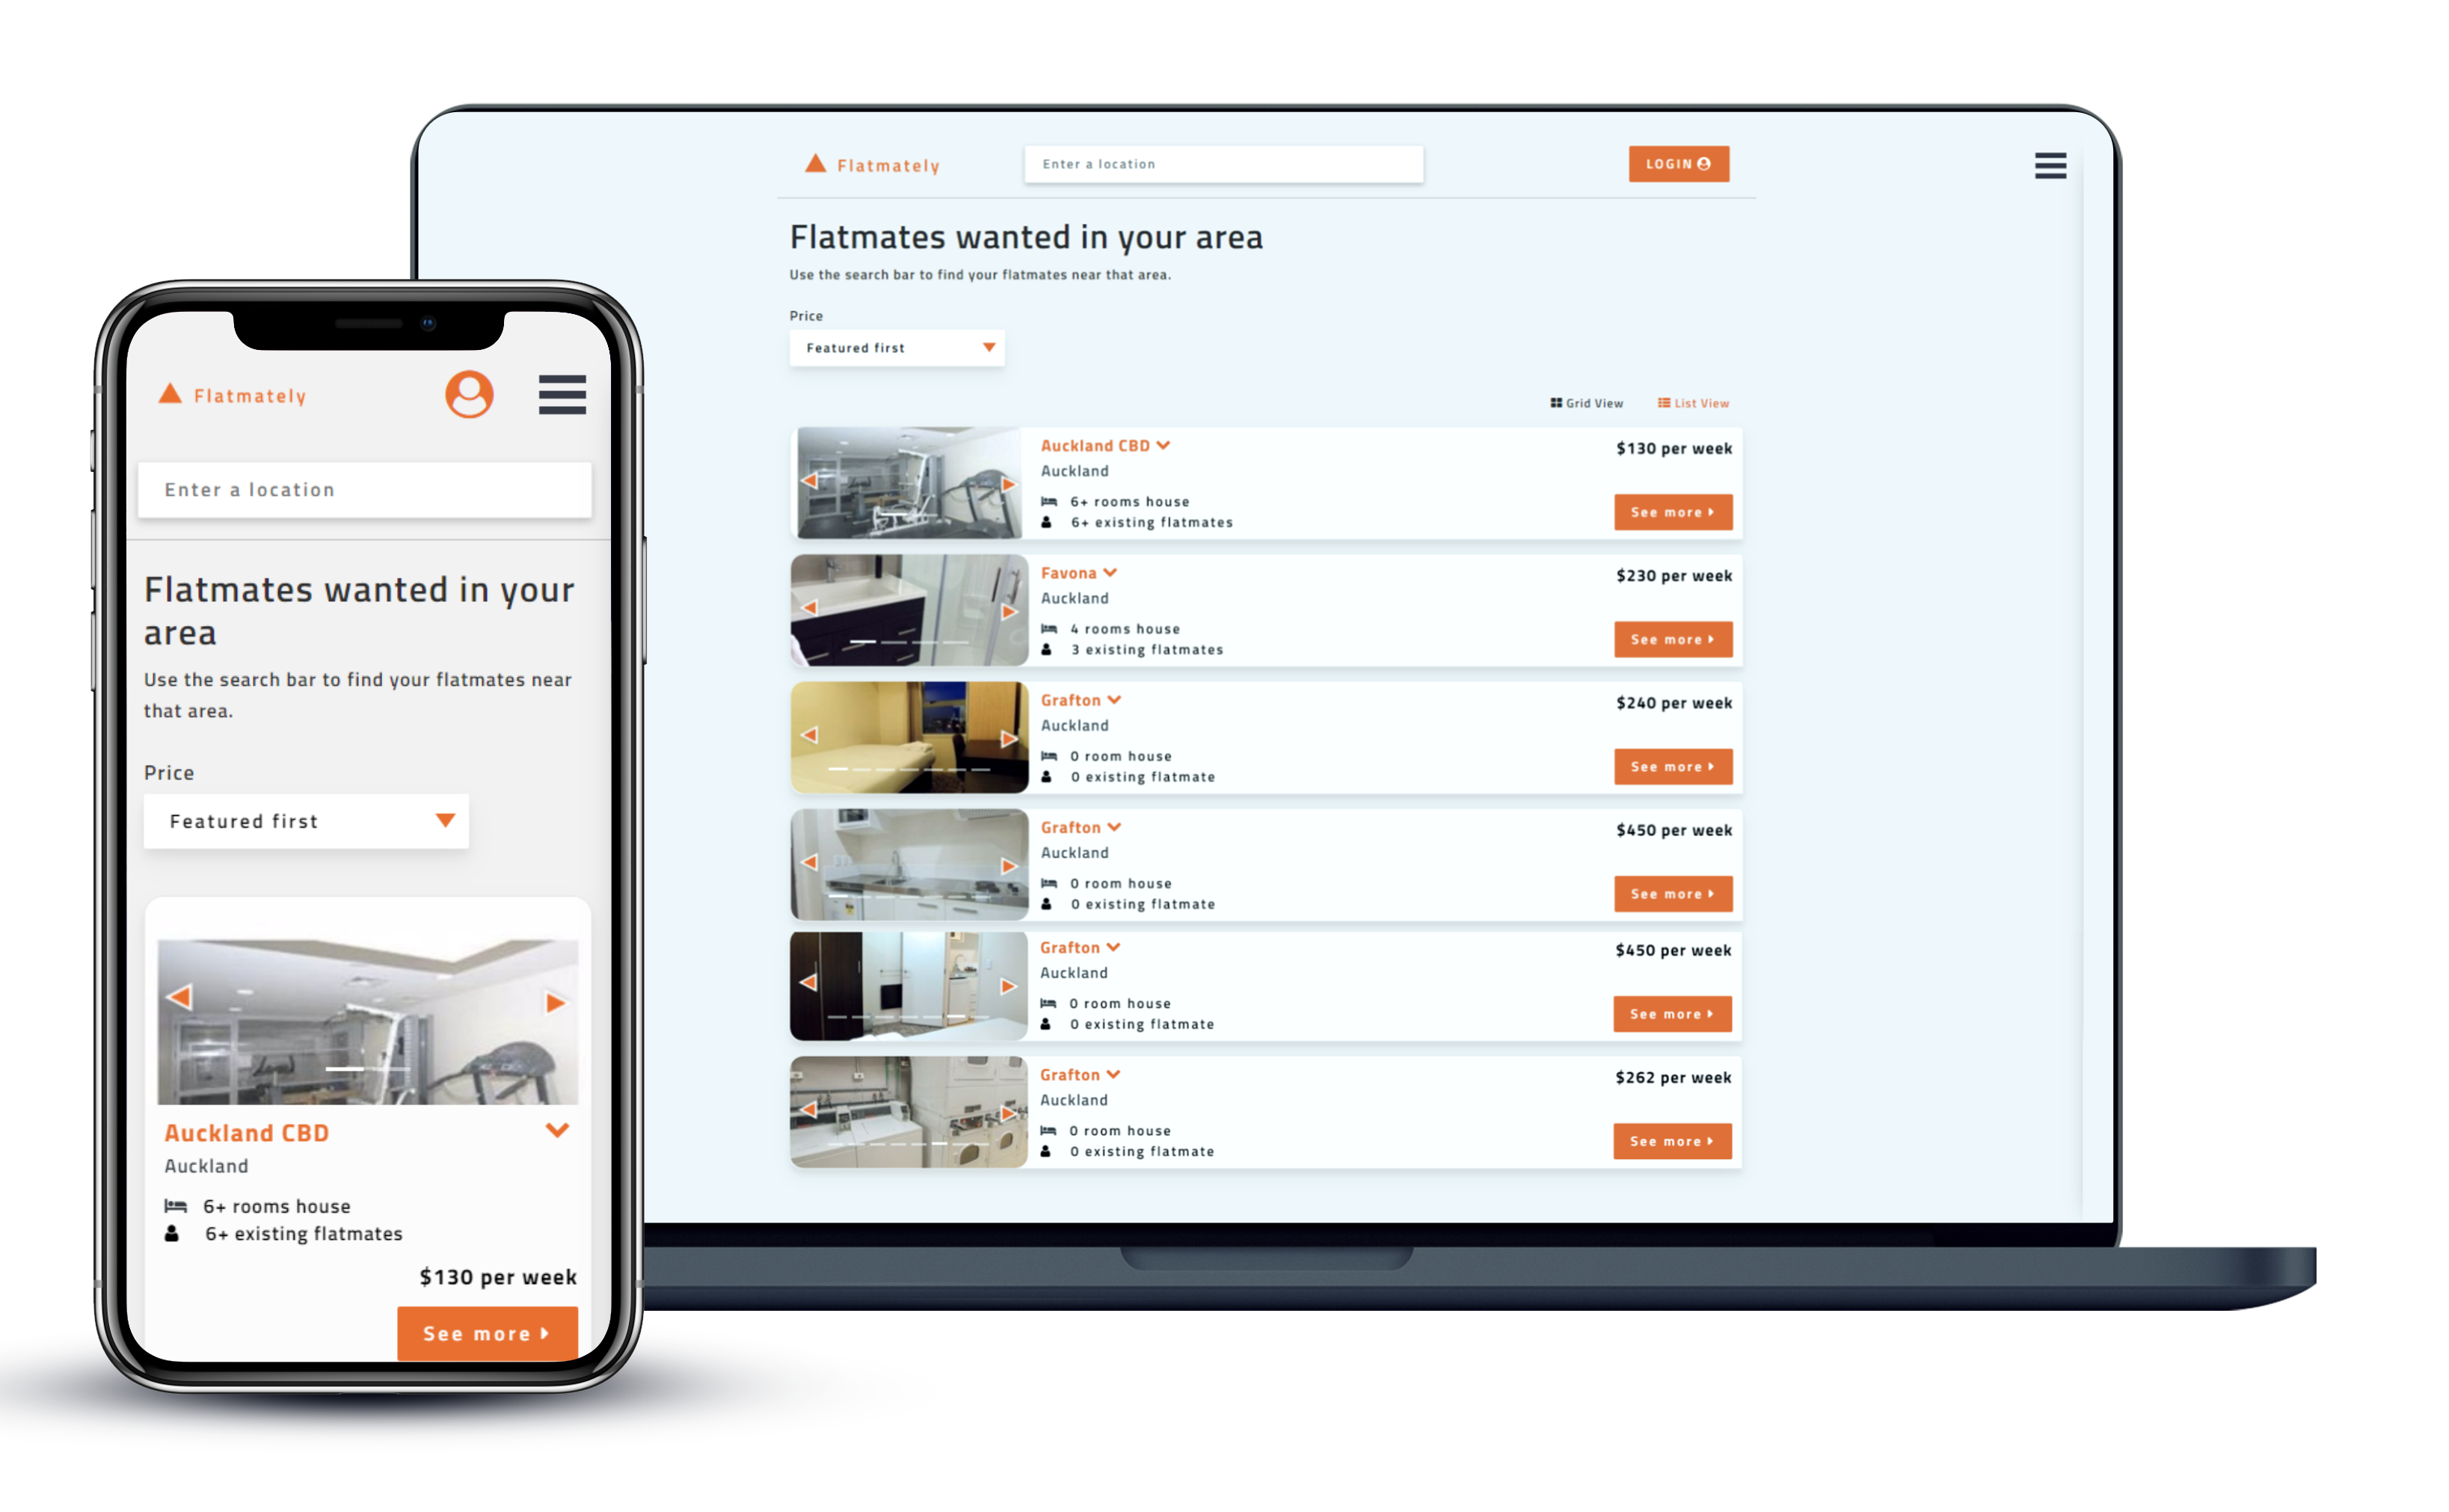 Flatmately
Enter a location
LOGIN
Flatmates wanted in your area
Use the search bar to find your flatmates near that area.
Price
Featured first
Grid View
List View
Auckland CBD
$130 per week
Auckland
6+ rooms house
6+ existing flatmates
See more
Favona
$230 per week
Auckland
4 rooms house
3 existing flatmates
See more
Grafton
$240 per week
Auckland
0 room house
0 existing flatmate
See more
Grafton
$450 per week
Auckland
0 room house
0 existing flatmate
See more
Grafton
$450 per week
Auckland
0 room house
0 existing flatmate
See more
Grafton
$262 per week
Auckland
0 room house
0 existing flatmate
See more
Flatmately
Enter a location
Flatmates wanted in your
area
Use the search bar to find your flatmates near
that area.
Price
Featured first
Auckland CBD
Auckland
6+ rooms house
6+ existing flatmates
$130 per week
See more